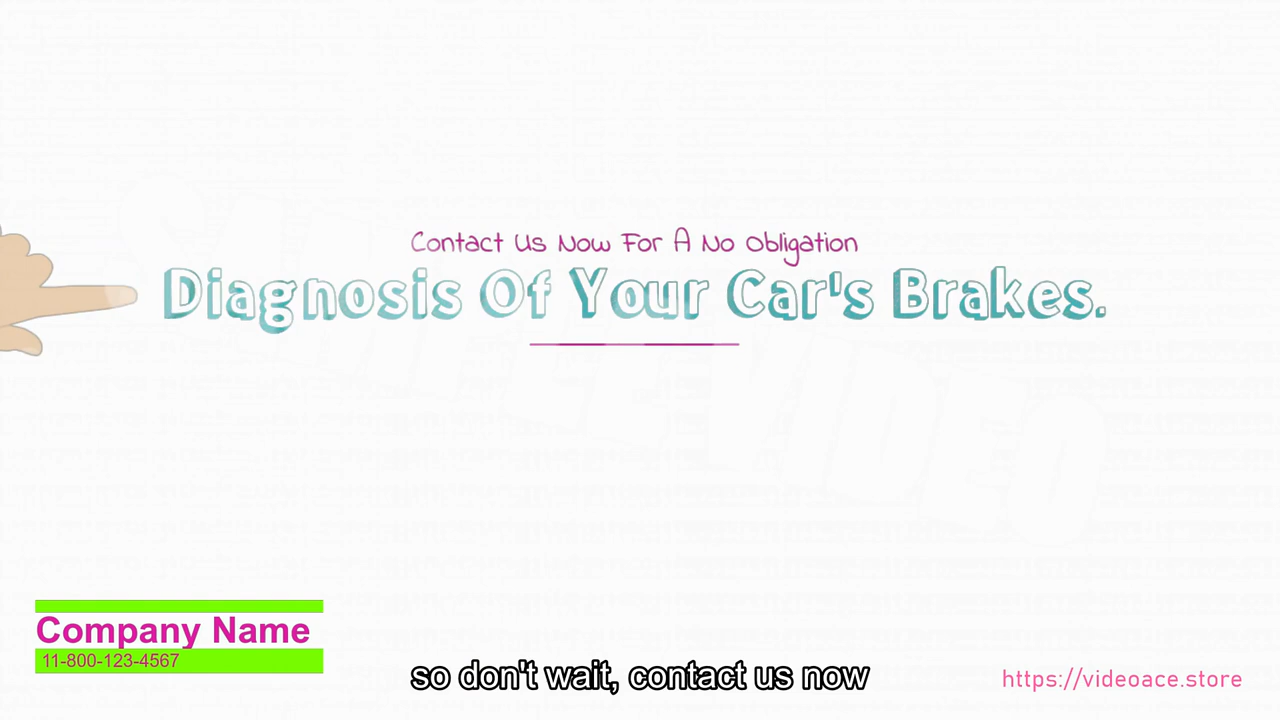 Contact Us Now For A No Obligation
Diagnosis Of Your Car's Brakes.
Company Name
11-800-123-4567
so don't wait, contact us now
https://videoace.store